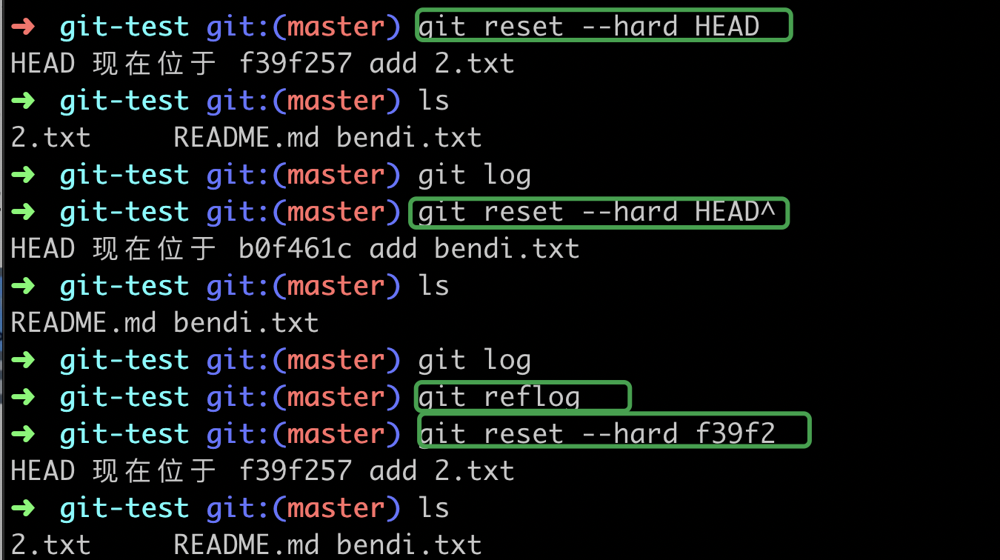 ➜  git-test git:(master) git reset --hard HEAD
HEAD 现在位于 f39f257 add 2.txt
➜  git-test git:(master) ls
2.txt     README.md bendi.txt
➜  git-test git:(master) git log
➜  git-test git:(master) git reset --hard HEAD^
HEAD 现在位于 b0f461c add bendi.txt
➜  git-test git:(master) ls
README.md bendi.txt
➜  git-test git:(master) git log
➜  git-test git:(master) git reflog
➜  git-test git:(master) git reset --hard f39f2
HEAD 现在位于 f39f257 add 2.txt
➜  git-test git:(master) ls
2.txt     README.md bendi.txt